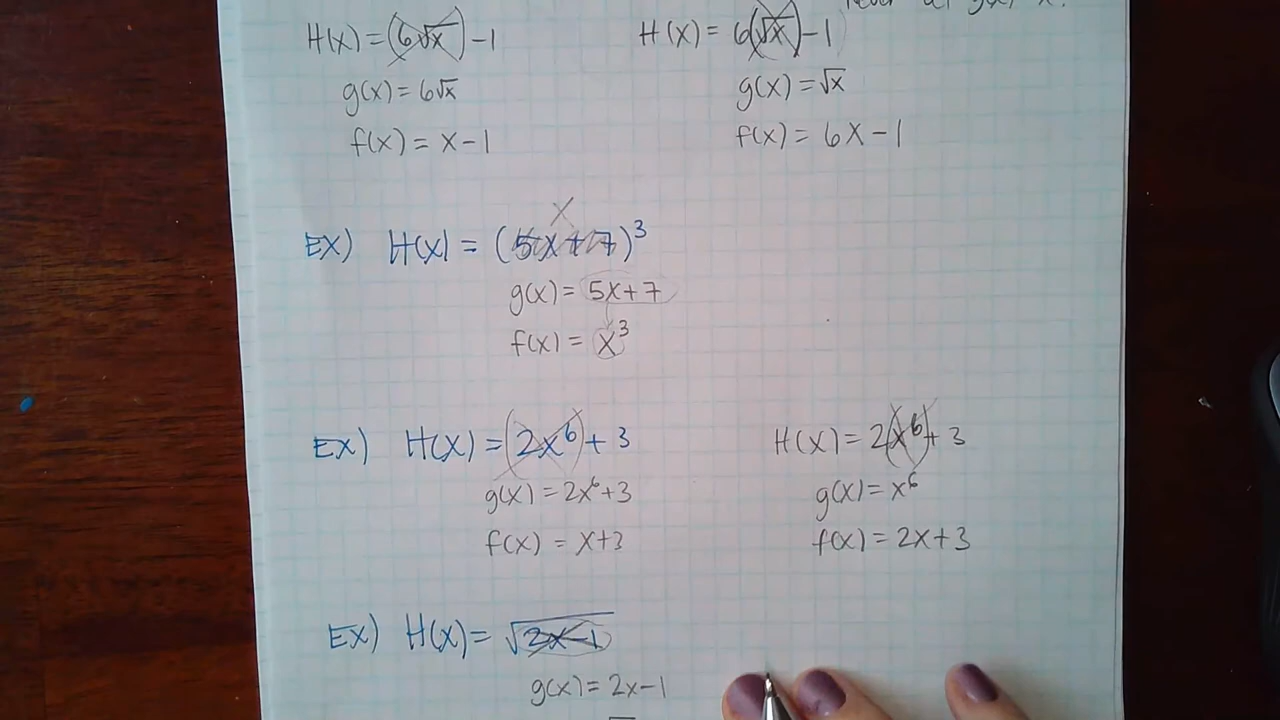 H(x) = (6√x) - 1
g(x) = 6√x
f(x) = x - 1
H(x) = 6(√x) - 1
g(x) = √x
f(x) = 6x - 1
x
EX) H(x) = (5x+7)³
g(x) = 5x+7
f(x) = x³
EX) H(x) = (2x⁶) + 3
g(x) = 2x⁶+3
f(x) = x+3
H(x) = 2(x⁶) + 3
g(x) = x⁶
f(x) = 2x+3
EX) H(x) = √2x-1
g(x) = 2x-1